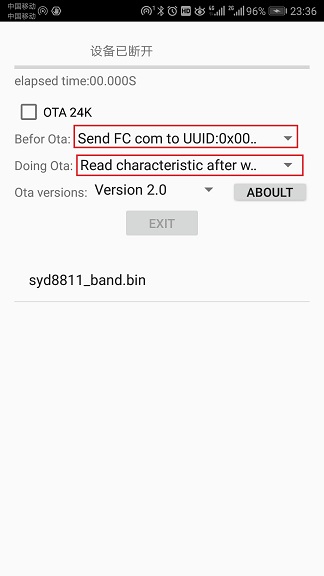 中国移动 中国移动 4G 2G 96% 23:36
设备已断开
elapsed time:00.000S
OTA 24K
Befor Ota: Send FC com to UUID:0x00..
Doing Ota: Read characteristic after w..
Ota versions: Version 2.0 ABOULT
EXIT
syd8811_band.bin